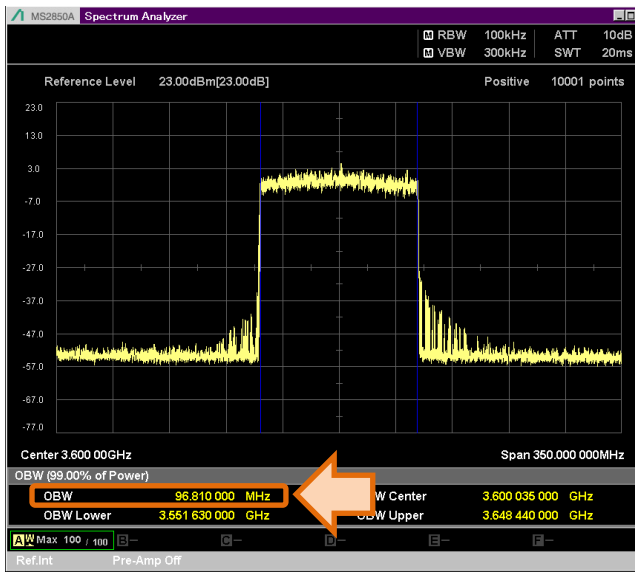 MS2850A Spectrum Analyzer
M RBW 100kHz ATT 10dB
M VBW 300kHz SWT 20ms
Reference Level 23.00dBm[23.00dB] Positive 10001 points
23.0
13.0
3.0
-7.0
-17.0
-27.0
-37.0
-47.0
-57.0
-67.0
-77.0
Center 3.600 00GHz Span 350.000 000MHz
OBW (99.00% of Power)
OBW 96.810 000 MHz W Center 3.600 035 000 GHz
OBW Lower 3.551 630 000 GHz OBW Upper 3.648 440 000 GHz
A W Max 100 / 100 B- C- D- E- F-
Ref.Int Pre-Amp Off